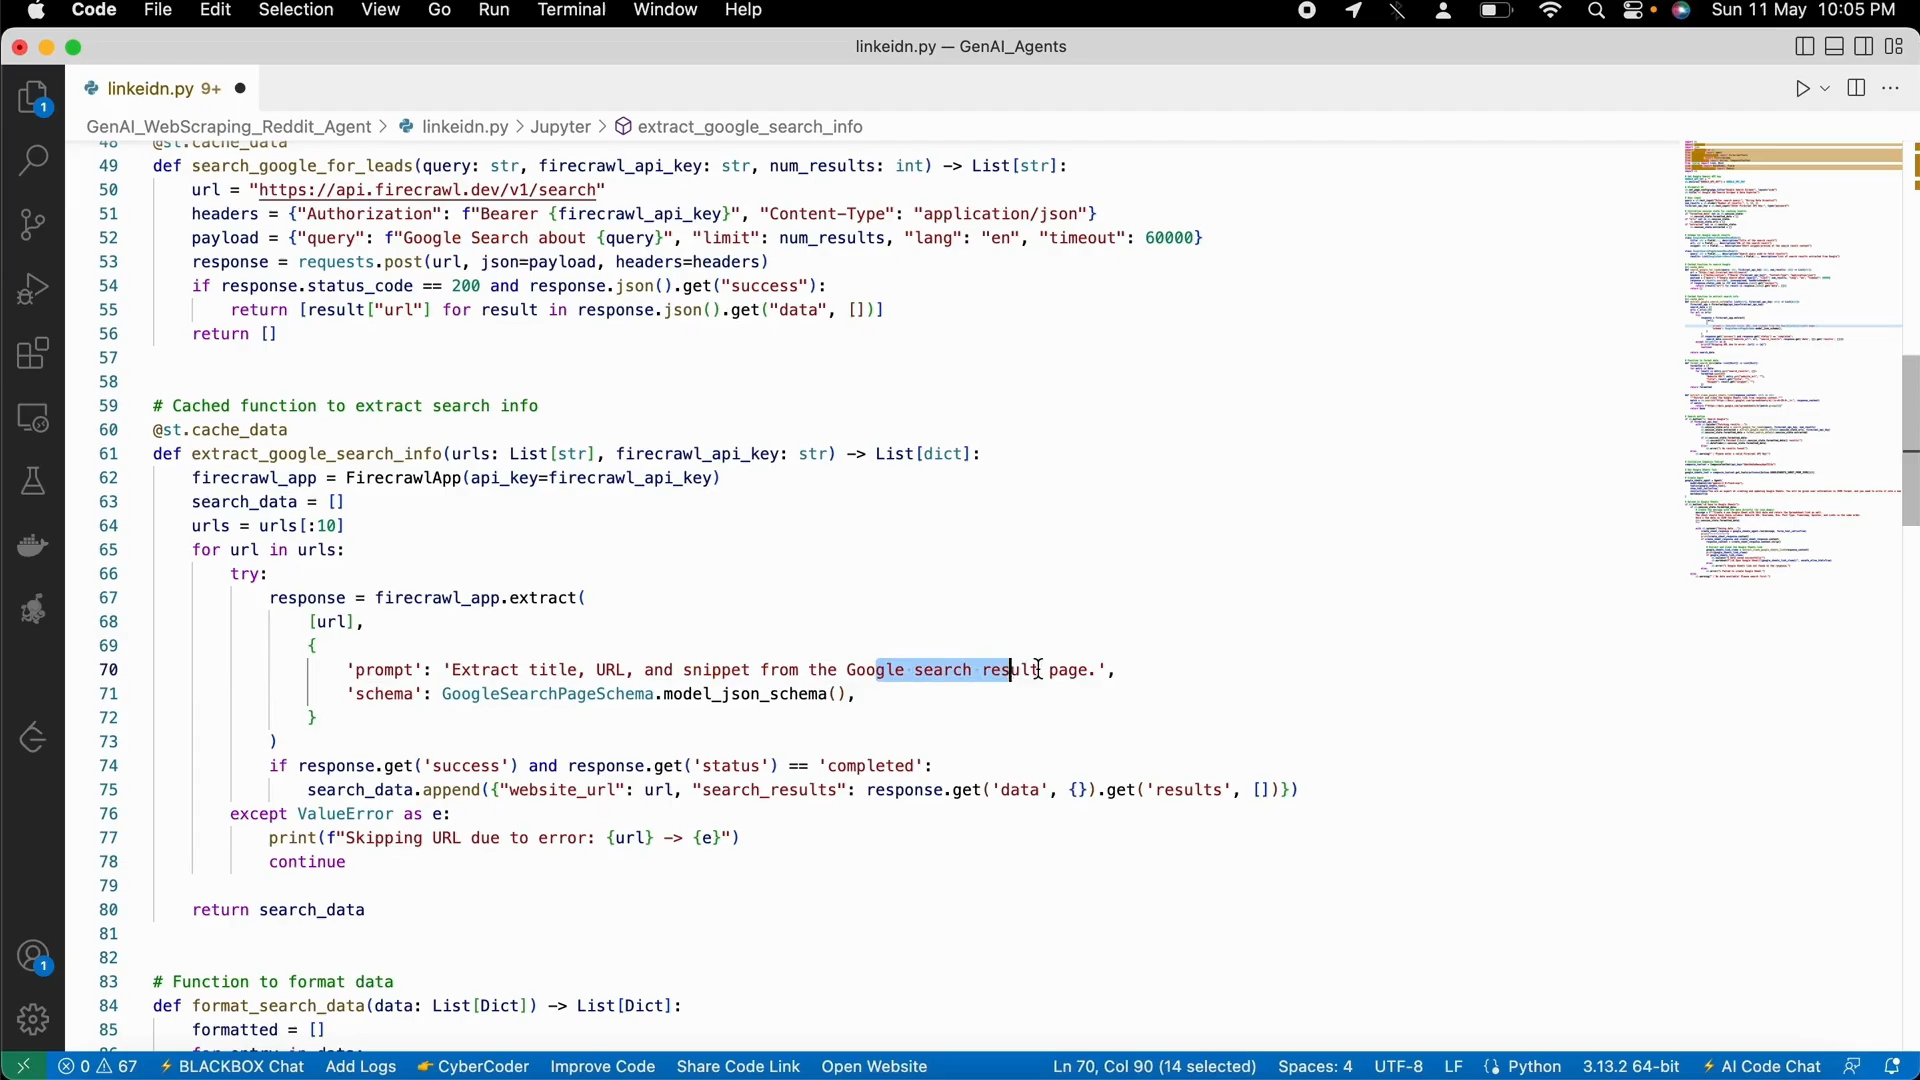 Code File Edit Selection View Go Run Terminal Window Help Sun 11 May 10:05 PM
linkeidn.py — GenAI_Agents
linkeidn.py 9+
GenAI_WebScraping_Reddit_Agent > linkeidn.py > Jupyter > extract_google_search_info
48 @st.cache_data
49 def search_google_for_leads(query: str, firecrawl_api_key: str, num_results: int) -> List[str]:
50 url = "https://api.firecrawl.dev/v1/search"
51 headers = {"Authorization": f"Bearer {firecrawl_api_key}", "Content-Type": "application/json"}
52 payload = {"query": f"Google Search about {query}", "limit": num_results, "lang": "en", "timeout": 60000}
53 response = requests.post(url, json=payload, headers=headers)
54 if response.status_code == 200 and response.json().get("success"):
55 return [result["url"] for result in response.json().get("data", [])]
56 return []
57
58
59 # Cached function to extract search info
60 @st.cache_data
61 def extract_google_search_info(urls: List[str], firecrawl_api_key: str) -> List[dict]:
62 firecrawl_app = FirecrawlApp(api_key=firecrawl_api_key)
63 search_data = []
64 urls = urls[:10]
65 for url in urls:
66 try:
67 response = firecrawl_app.extract(
68 [url],
69 {
70 'prompt': 'Extract title, URL, and snippet from the Google search result page.',
71 'schema': GoogleSearchPageSchema.model_json_schema(),
72 }
73 )
74 if response.get('success') and response.get('status') == 'completed':
75 search_data.append({"website_url": url, "search_results": response.get('data', {}).get('results', [])})
76 except ValueError as e:
77 print(f"Skipping URL due to error: {url} -> {e}")
78 continue
79
80 return search_data
81
82
83 # Function to format data
84 def format_search_data(data: List[Dict]) -> List[Dict]:
85 formatted = []
86 for entry in data:
1
1
0 67 BLACKBOX Chat Add Logs CyberCoder Improve Code Share Code Link Open Website Ln 70, Col 90 (14 selected) Spaces: 4 UTF-8 LF {} Python 3.13.2 64-bit AI Code Chat